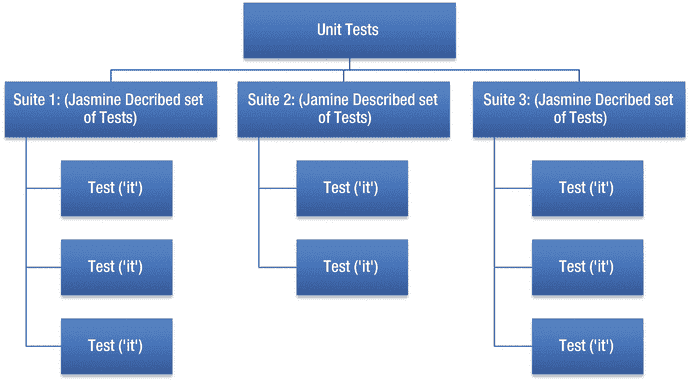 Unit Tests
Suite 1: (Jasmine Decribed set
of Tests)
Suite 2: (Jamine Described set
of Tests)
Suite 3: (Jasmine Decribed set
of Tests)
Test ('it')
Test ('it')
Test ('it')
Test ('it')
Test ('it')
Test ('it')
Test ('it')
Test ('it')